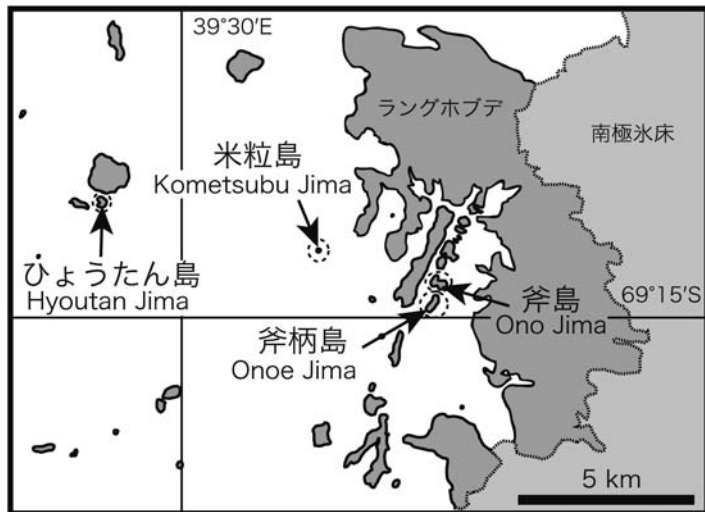 39°30′E
ラングホブデ
南極氷床
米粒島
Kometsubu Jima
ひょうたん島
Hyoutan Jima
斧島
Ono Jima
69°15′S
斧柄島
Onoe Jima
5 km